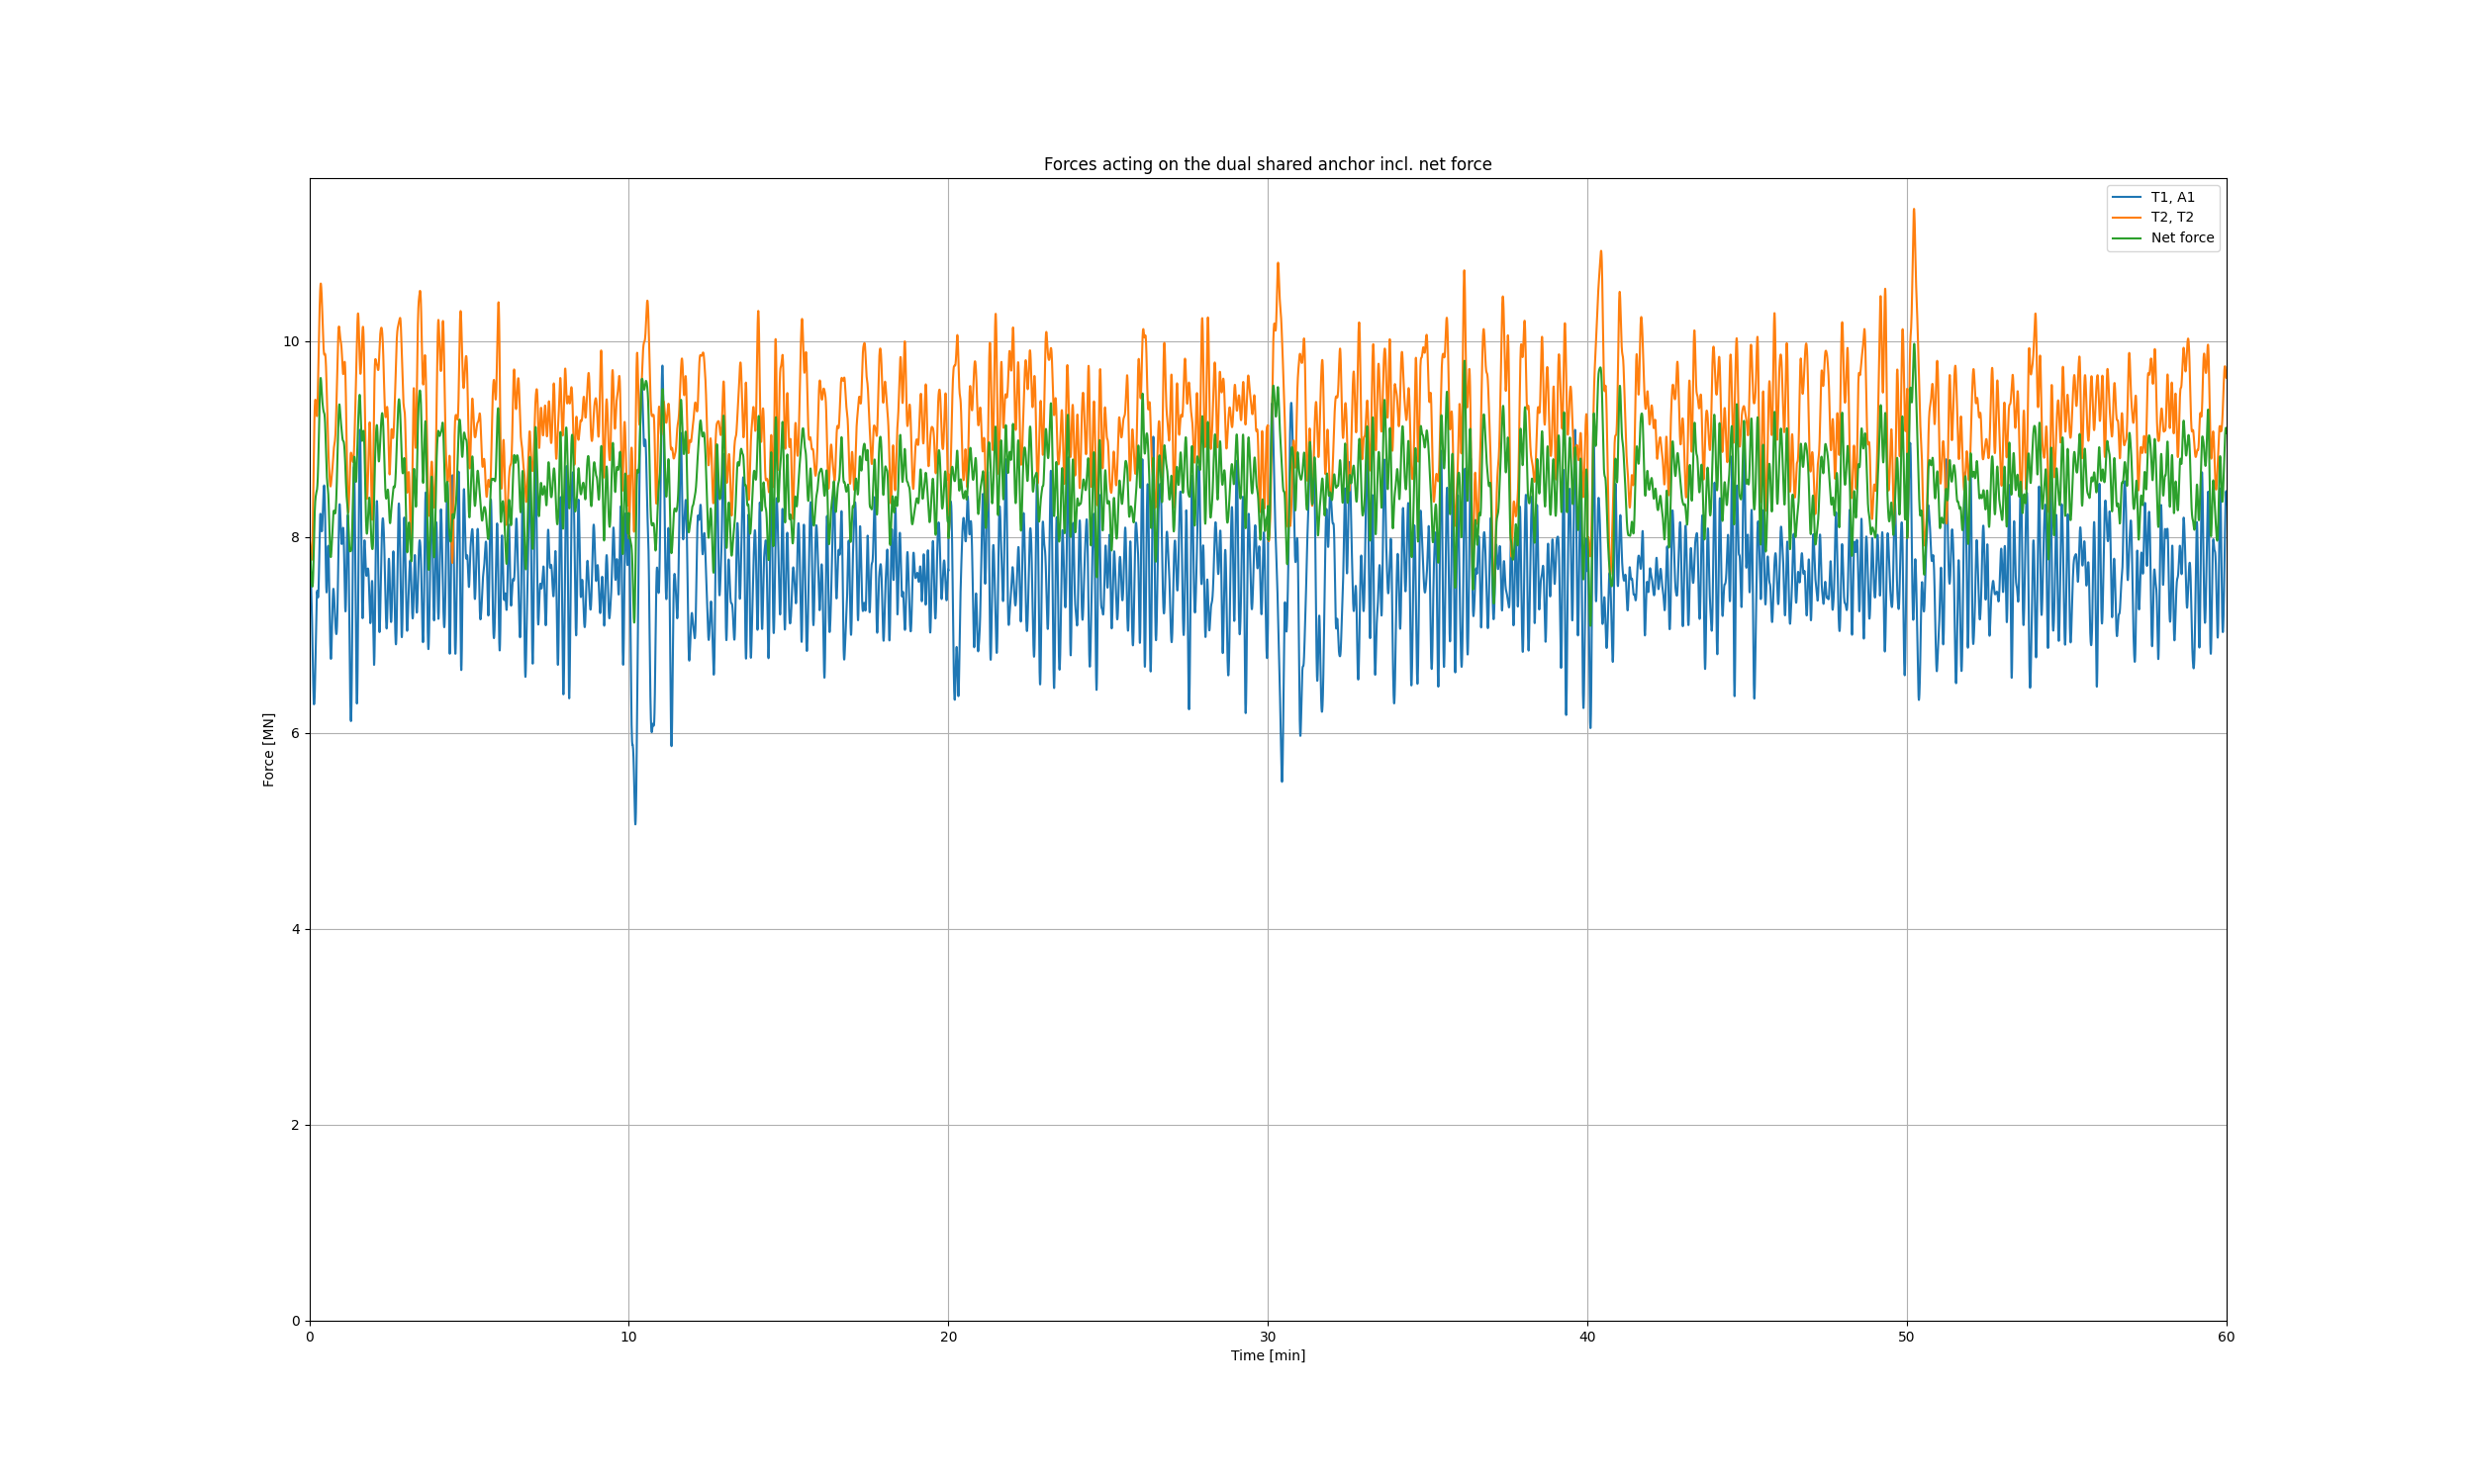 Forces acting on the dual shared anchor incl. net force
T1, A1
T2, T2
Net force
10
8
6
4
2
0
Force [MN]
0 10 20 30 40 50 60
Time [min]